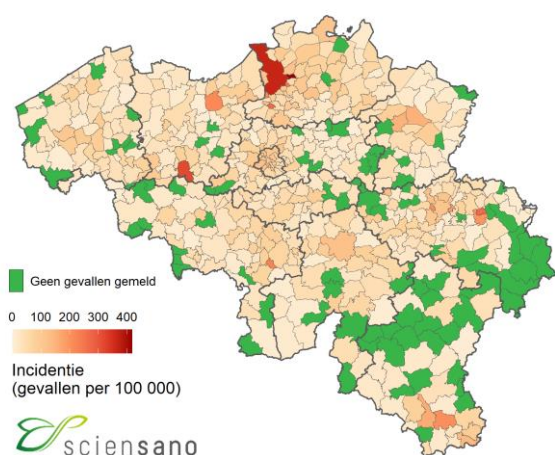 Geen gevallen gemeld
0 100 200 300 400
Incidentie
(gevallen per 100 000)
sciensano